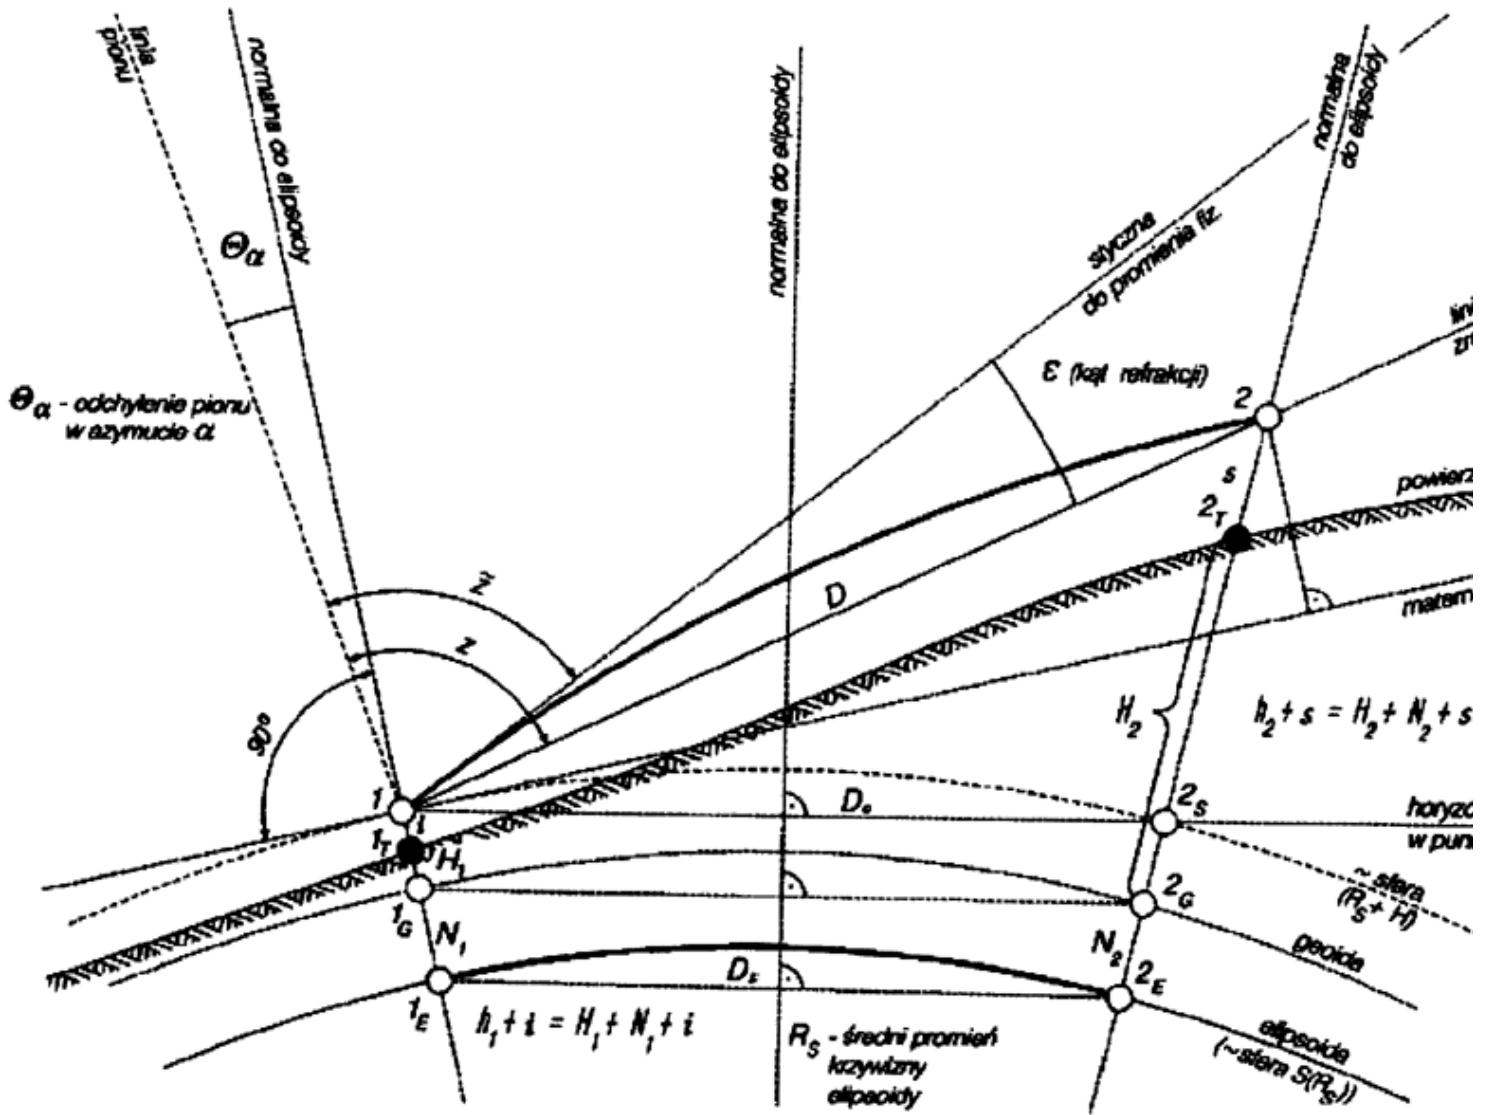 linia
pionu
normalna do elipsoidy
normalna do elipsoidy
normalna
do elipsoidy
Θα
styczna
do promienia fiz.
ε (kąt refrakcji)
Θα - odchylenie pionu
w azymucie α
2
s
2T
powierz
z'
z
D
90°
H2
h2 + s = H2 + N2 + s
1
i
1T
H1
D₀
2S
horyzo
w pun
~ sfera
(RS + H)
1G
N1
2G
geoida
N2
DE
1E
2E
h1 + i = H1 + N1 + i
RS - średni promień
krzywizny
elipsoidy
elipsoida
(~sfera S(RS))